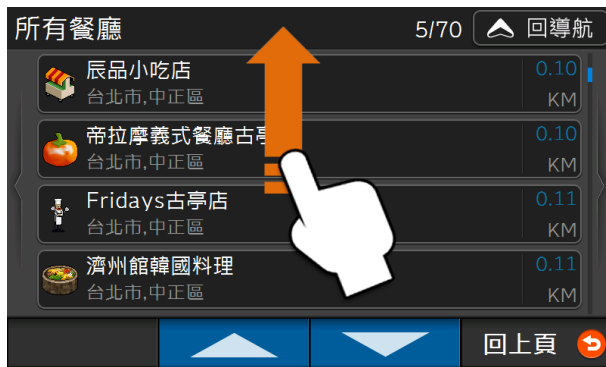 所有餐廳 5/70 回導航
辰品小吃店 0.10
台北市,中正區 KM
帝拉摩義式餐廳古 0.10
台北市,中正區 KM
Fridays古亭店 0.11
台北市,中正區 KM
濟州館韓國料理 0.11
台北市,中正區 KM
回上頁